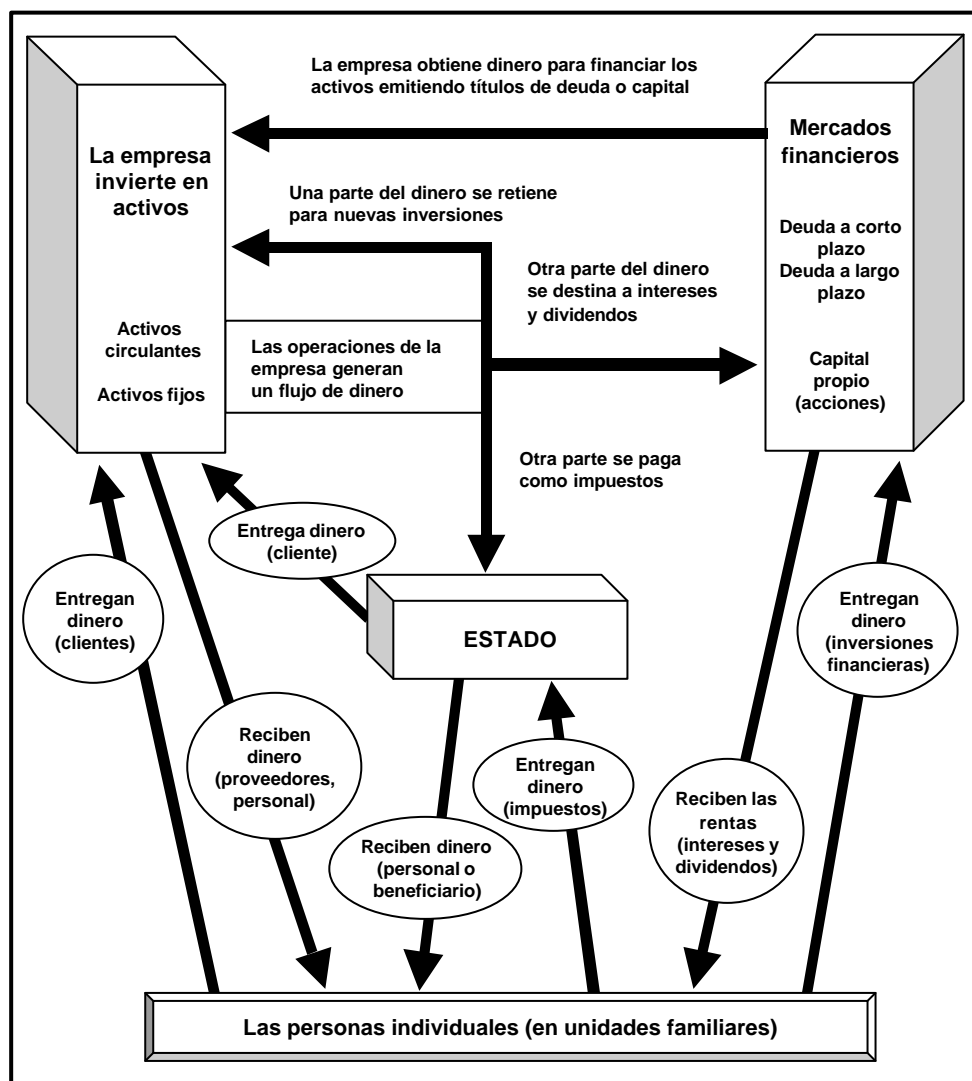 La empresa obtiene dinero para financiar los
activos emitiendo títulos de deuda o capital
La empresa
invierte en
activos
Activos
circulantes
Activos fijos
Mercados
financieros
Deuda a corto
plazo
Deuda a largo
plazo
Capital
propio
(acciones)
Una parte del dinero se retiene
para nuevas inversiones
Otra parte del dinero
se destina a intereses
y dividendos
Las operaciones de la
empresa generan
un flujo de dinero
Otra parte se paga
como impuestos
Entrega dinero
(cliente)
Entregan
dinero
(clientes)
ESTADO
Entregan
dinero
(inversiones
financieras)
Reciben
dinero
(proveedores,
personal)
Entregan
dinero
(impuestos)
Reciben las
rentas
(intereses y
dividendos)
Reciben dinero
(personal o
beneficiario)
Las personas individuales (en unidades familiares)